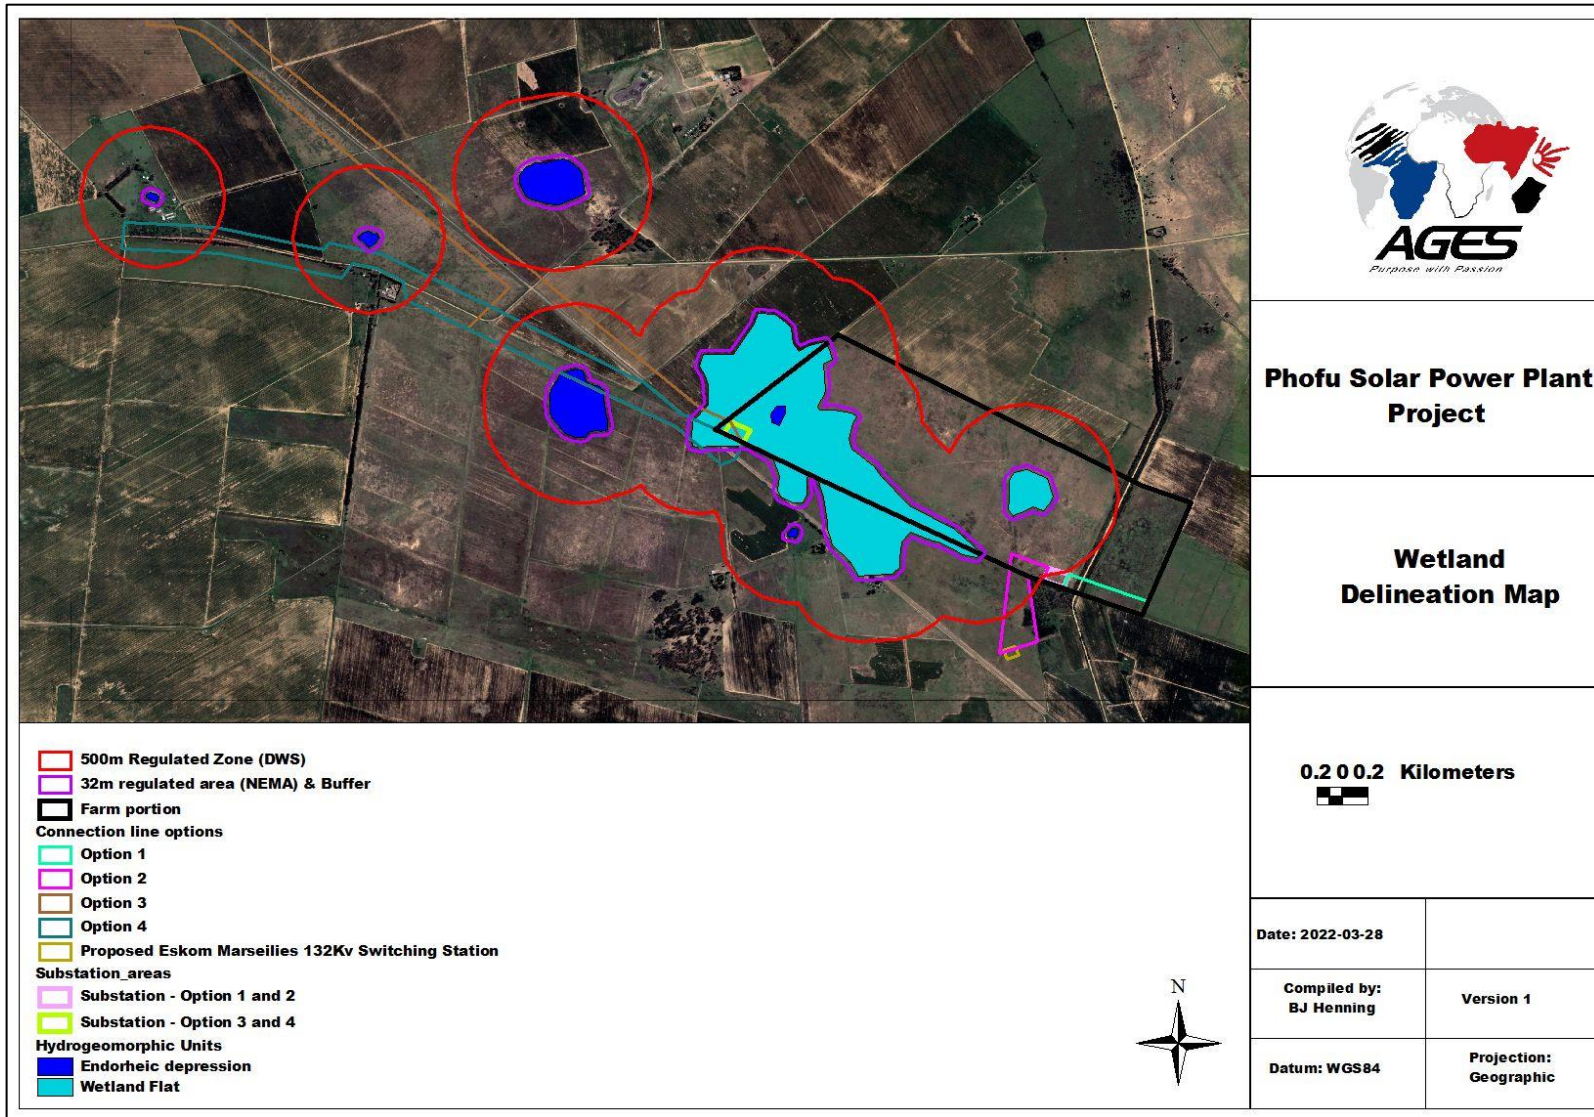 AGES
Purpose with Passion
Phofu Solar Power Plant
Project
Wetland
Delineation Map
0.2 0 0.2 Kilometers
500m Regulated Zone (DWS)
32m regulated area (NEMA) & Buffer
Farm portion
Connection line options
Option 1
Option 2
Option 3
Option 4
Proposed Eskom Marseilies 132Kv Switching Station
Substation_areas
Substation - Option 1 and 2
Substation - Option 3 and 4
Hydrogeomorphic Units
Endorheic depression
Wetland Flat
N
Date: 2022-03-28
Compiled by:
BJ Henning
Version 1
Datum: WGS84
Projection:
Geographic